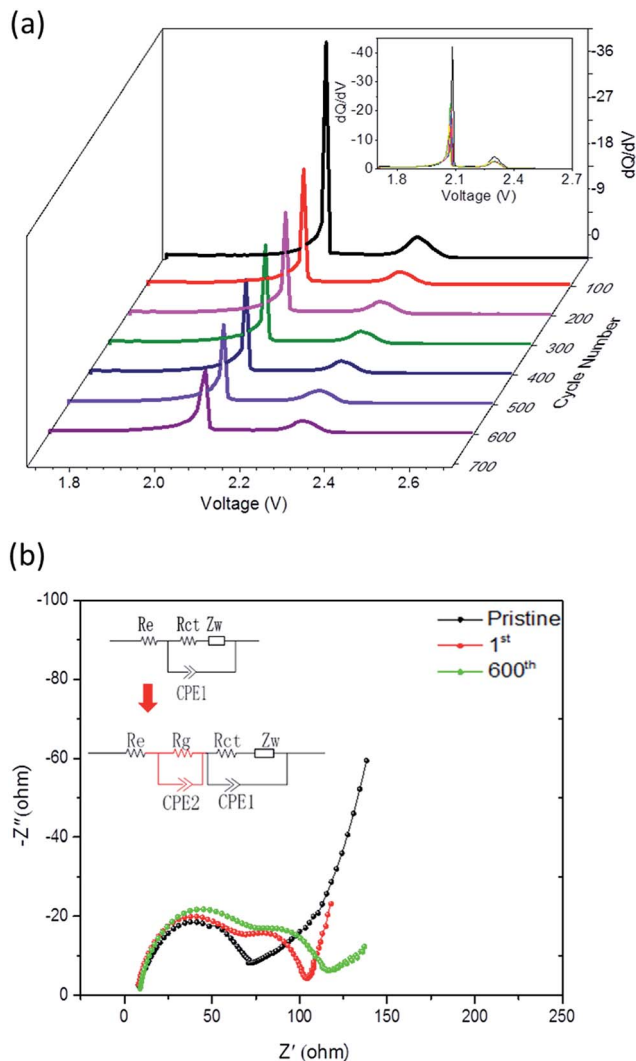 (a)
-36
-27
-18
-9
0
dQ/dV
-40
-30
-20
-10
0
dQ/dV
1.8 2.1 2.4 2.7
Voltage (V)
100
200
300
400
500
600
700
Cycle Number
1.8 2.0 2.2 2.4 2.6
Voltage (V)
(b)
-100
-80
-60
-40
-20
0
-Z″(ohm)
Re Rct Zw
CPE1
Re Rg Rct Zw
CPE2 CPE1
Pristine
1st
600th
0 50 100 150 200 250
Z′ (ohm)